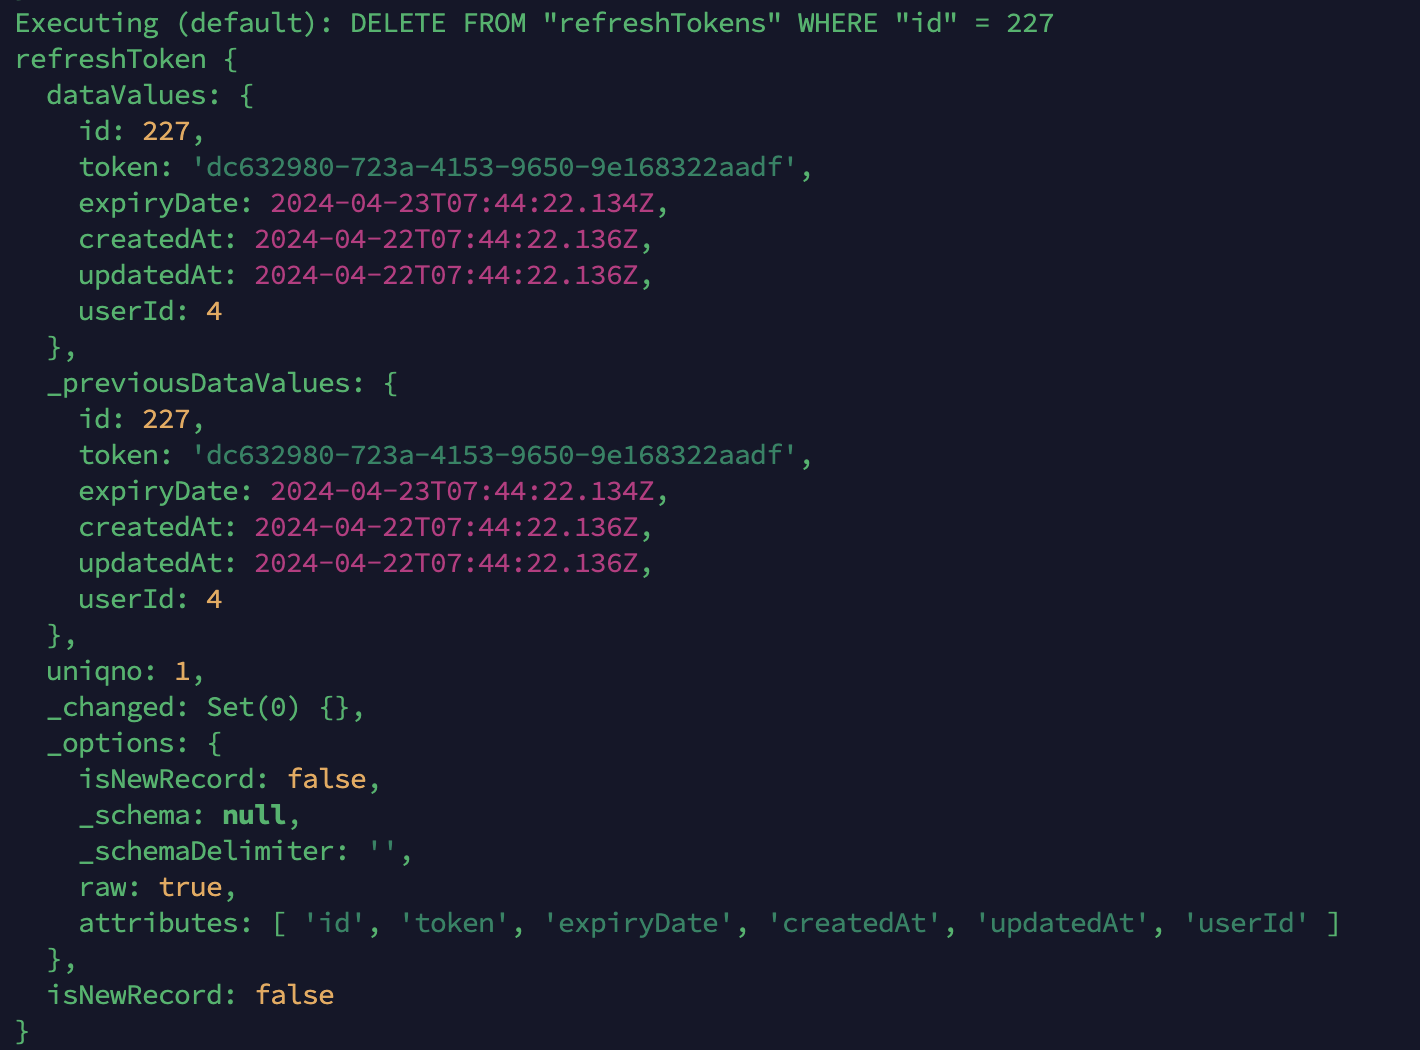 Executing (default): DELETE FROM "refreshTokens" WHERE "id" = 227
refreshToken {
  dataValues: {
    id: 227,
    token: 'dc632980-723a-4153-9650-9e168322aadf',
    expiryDate: 2024-04-23T07:44:22.134Z,
    createdAt: 2024-04-22T07:44:22.136Z,
    updatedAt: 2024-04-22T07:44:22.136Z,
    userId: 4
  },
  _previousDataValues: {
    id: 227,
    token: 'dc632980-723a-4153-9650-9e168322aadf',
    expiryDate: 2024-04-23T07:44:22.134Z,
    createdAt: 2024-04-22T07:44:22.136Z,
    updatedAt: 2024-04-22T07:44:22.136Z,
    userId: 4
  },
  uniqno: 1,
  _changed: Set(0) {},
  _options: {
    isNewRecord: false,
    _schema: null,
    _schemaDelimiter: '',
    raw: true,
    attributes: [ 'id', 'token', 'expiryDate', 'createdAt', 'updatedAt', 'userId' ]
  },
  isNewRecord: false
}